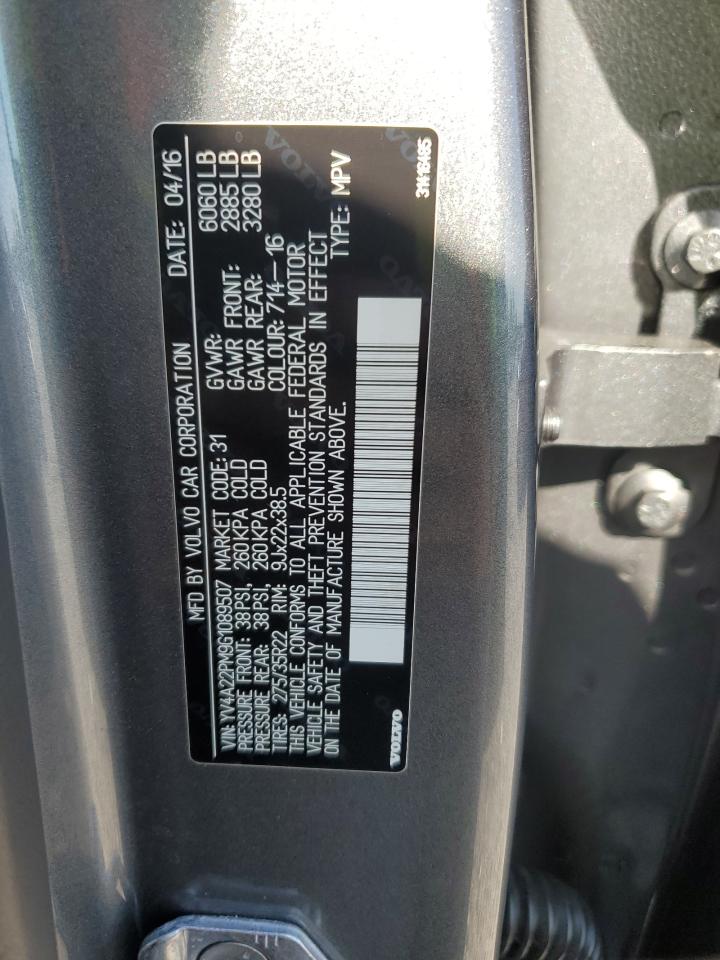 MFD BY VOLVO CAR CORPORATION DATE: 04/16
VIN: YV4A22PM9G1089507 MARKET CODE: 31 GVWR: 6060 LB
PRESSURE FRONT: 38PSI, 260KPA COLD GAWR FRONT: 2885 LB
PRESSURE REAR: 38PSI, 260KPA COLD GAWR REAR: 3280 LB
TIRES: 275/35R22 RIM: 9Jx22x38.5 COLOUR: 714-16
THIS VEHICLE CONFORMS TO ALL APPLICABLE FEDERAL MOTOR
VEHICLE SAFETY AND THEFT PREVENTION STANDARDS IN EFFECT
ON THE DATE OF MANUFACTURE SHOWN ABOVE. TYPE: MPV
VOLVO 31418485